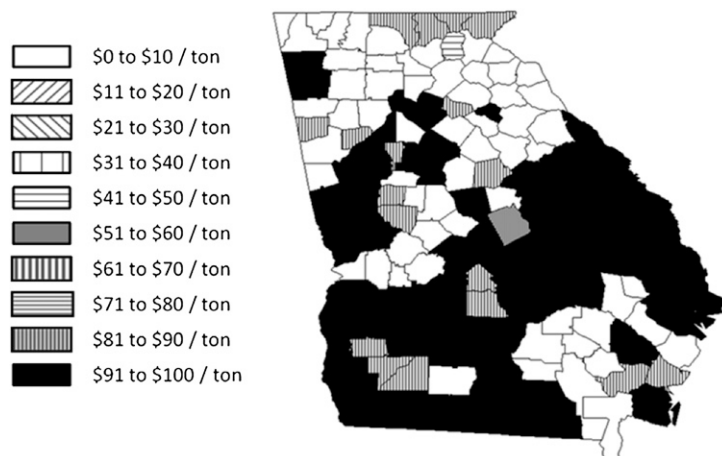 $0 to $10 / ton
$11 to $20 / ton
$21 to $30 / ton
$31 to $40 / ton
$41 to $50 / ton
$51 to $60 / ton
$61 to $70 / ton
$71 to $80 / ton
$81 to $90 / ton
$91 to $100 / ton